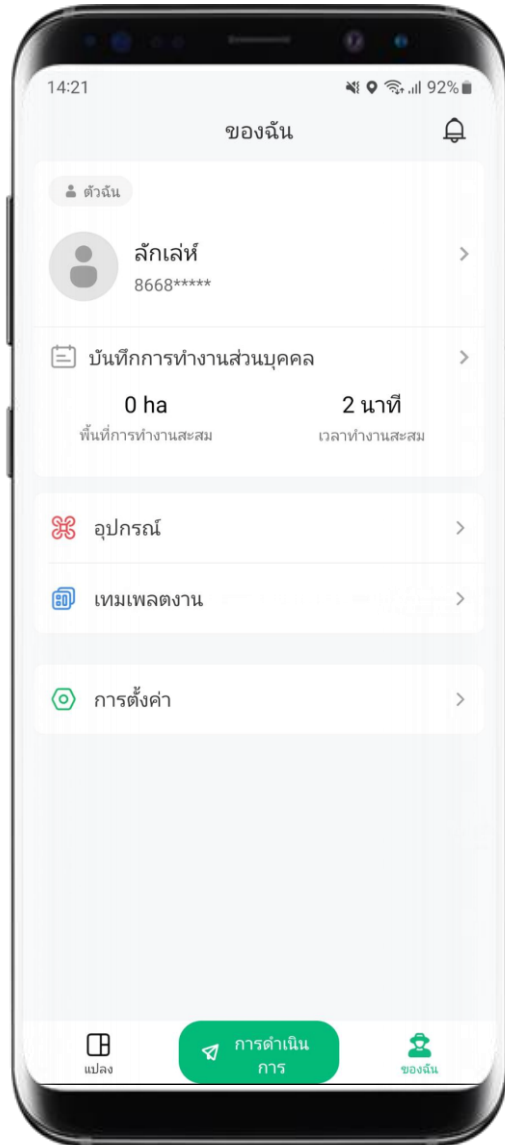 14:21 92%
ของฉัน
ตัวฉัน
ลักเล่ห์
8668*****
บันทึกการทำงานส่วนบุคคล
0 ha 2 นาที
พื้นที่การทำงานสะสม เวลาทำงานสะสม
อุปกรณ์
เทมเพลตงาน
การตั้งค่า
แปลง
การดำเนิน
การ
ของฉัน